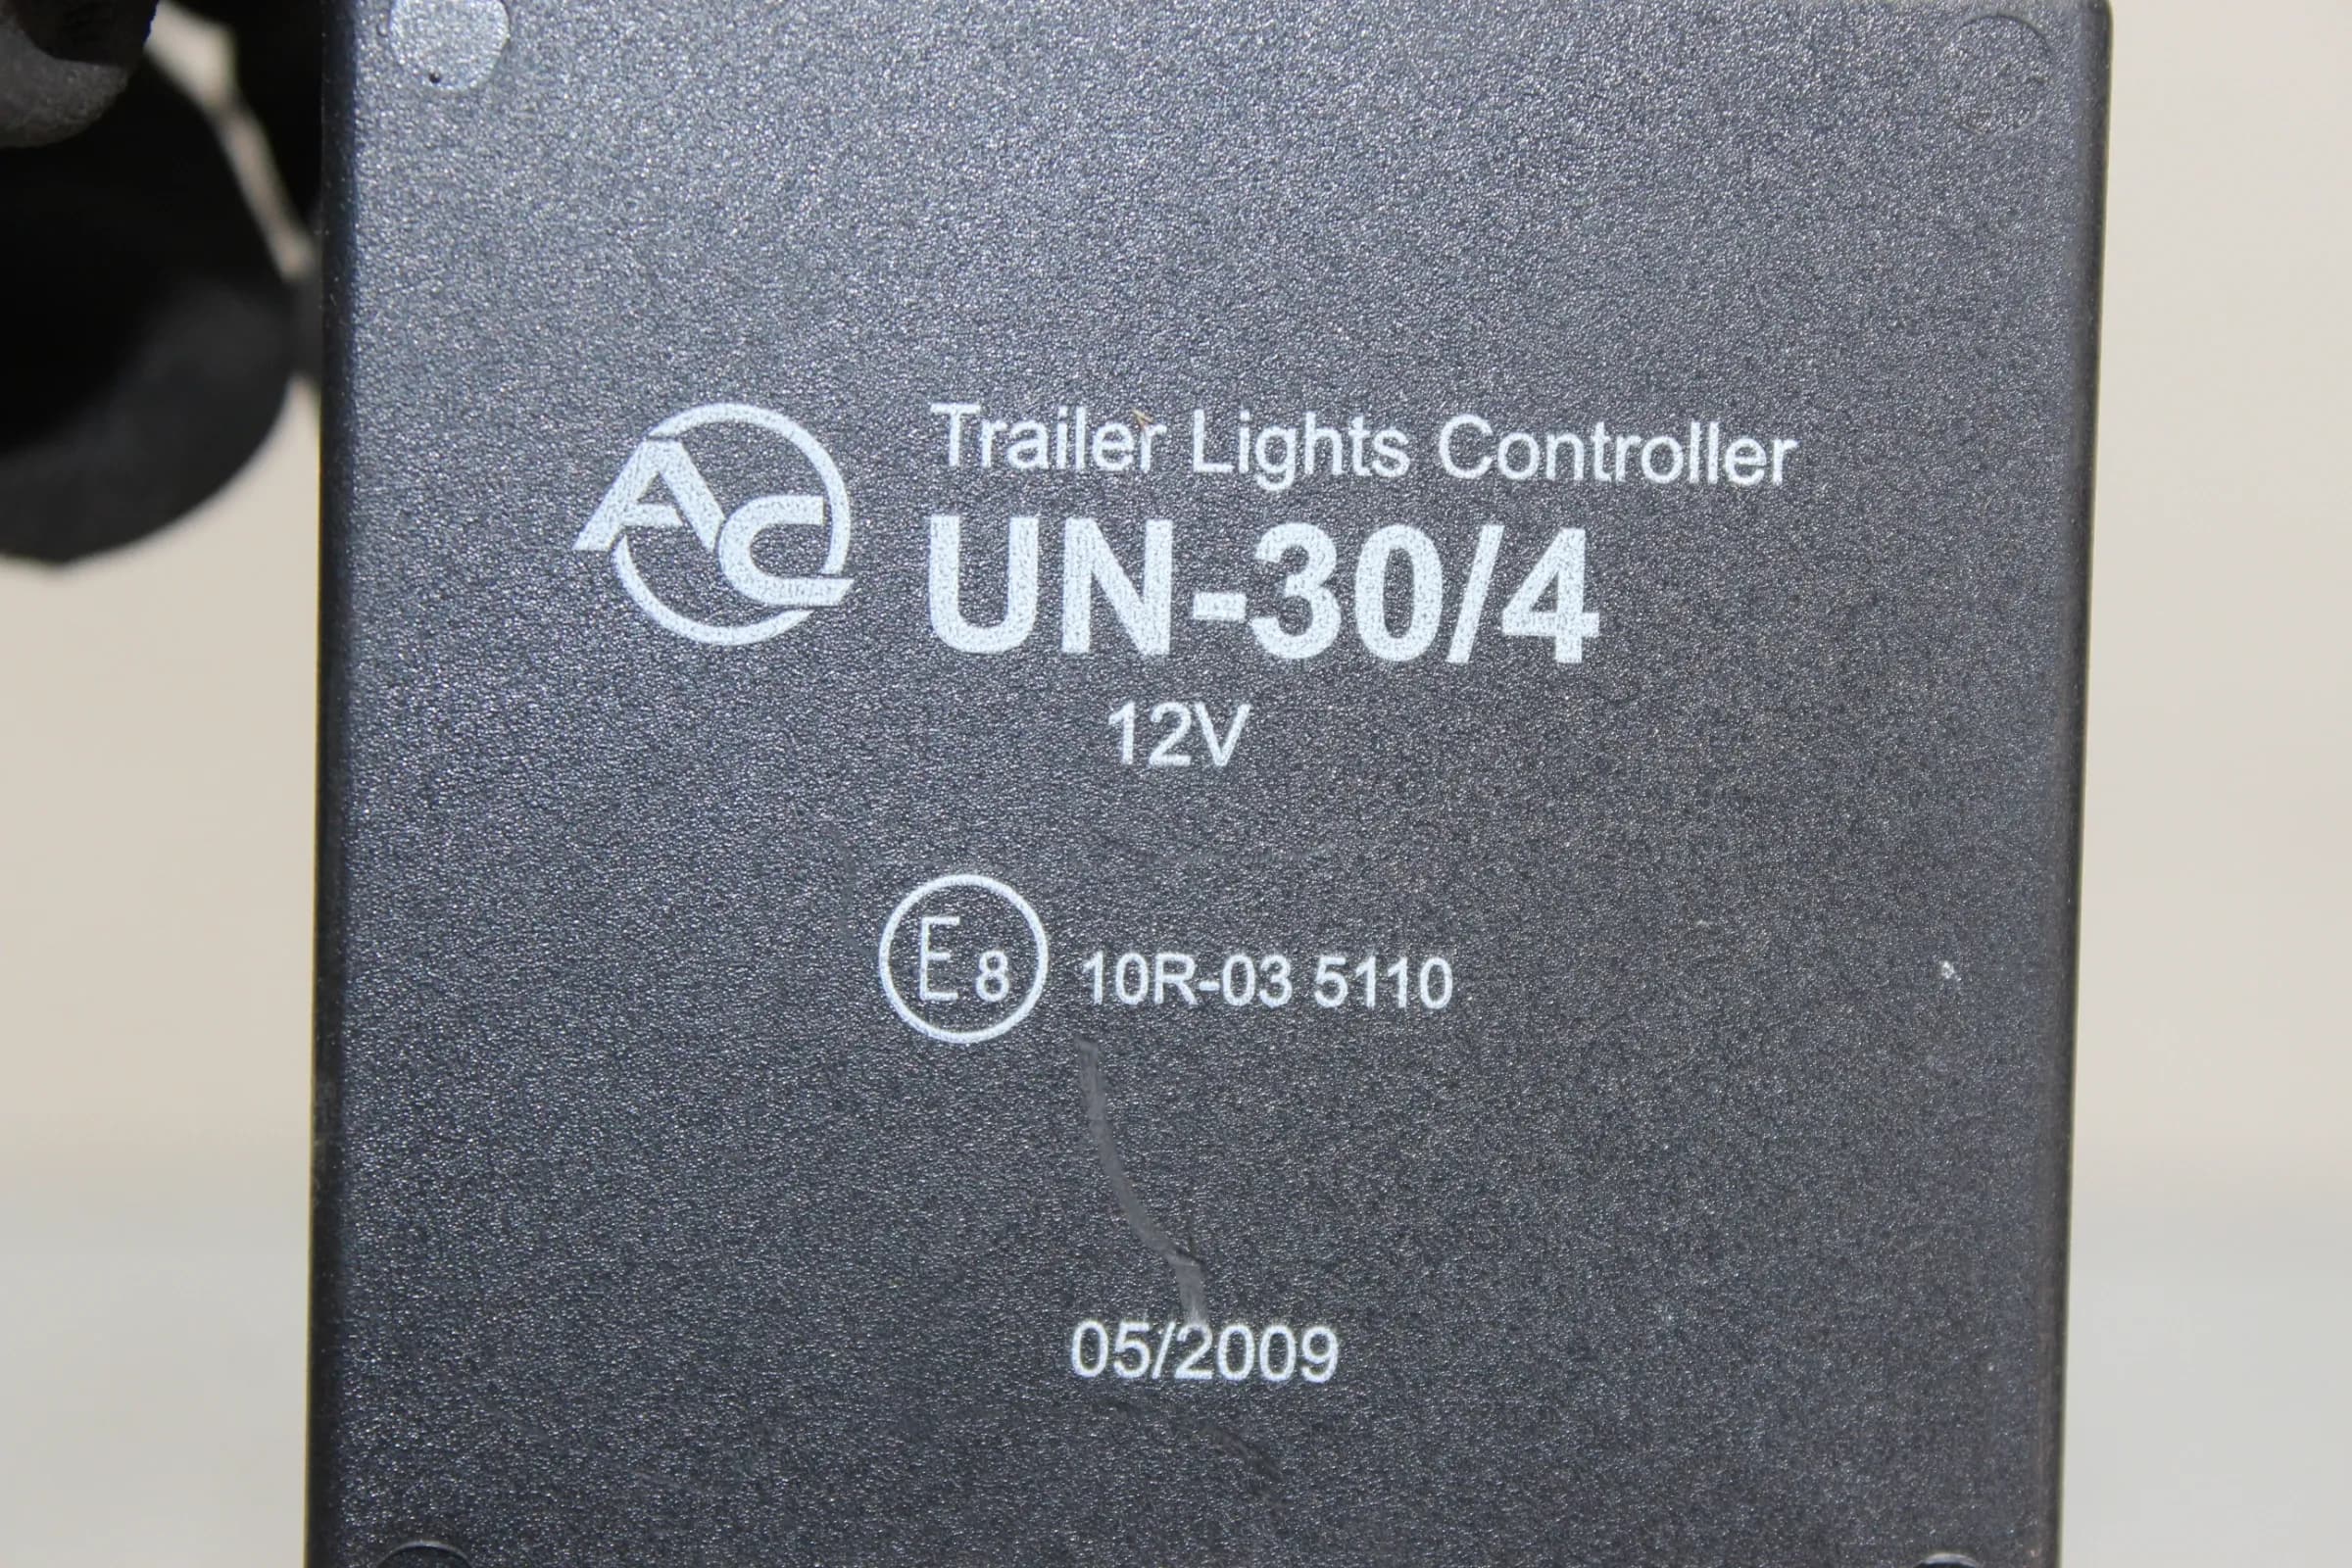 AC
Trailer Lights Controller
UN-30/4
12V
E8 10R-03 5110
05/2009